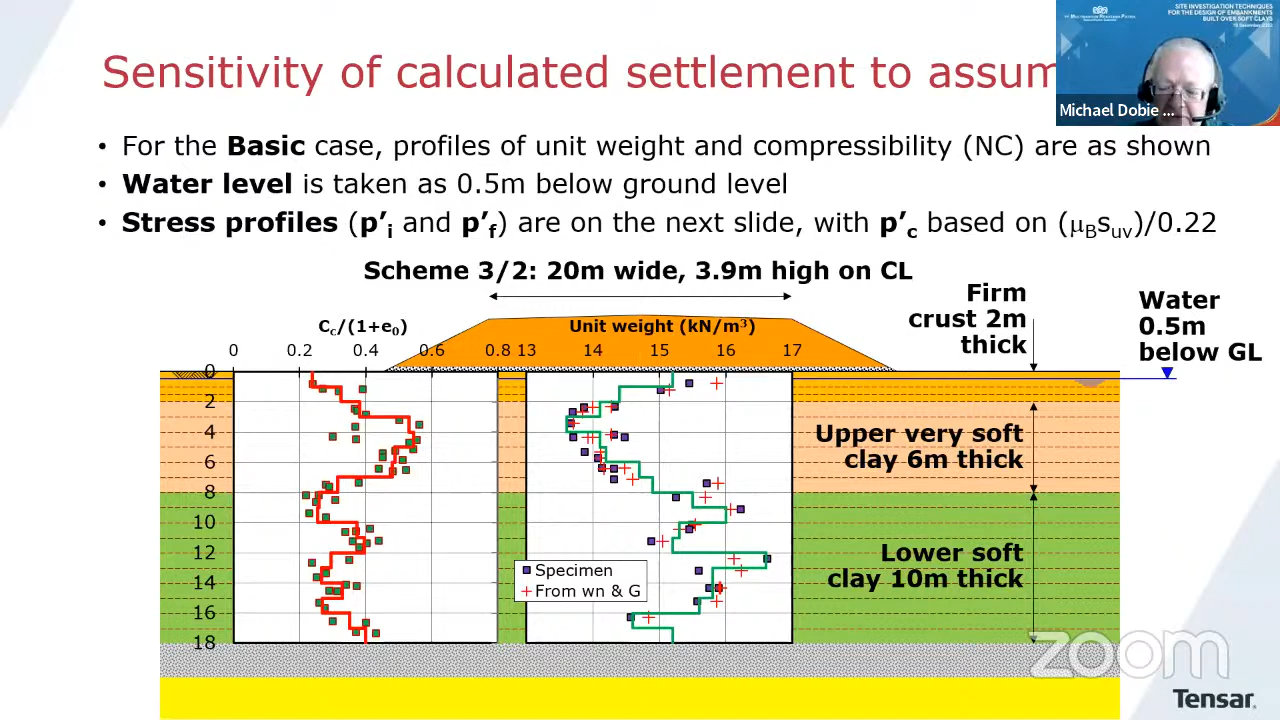 Sensitivity of calculated settlement to assum
SITE INVESTIGATION TECHNIQUES
FOR THE DESIGN OF EMBANKMENTS
BUILT OVER SOFT CLAYS
Michael Dobie ...
• For the Basic case, profiles of unit weight and compressibility (NC) are as shown
• Water level is taken as 0.5m below ground level
• Stress profiles (p’i and p’f) are on the next slide, with p’c based on (μBsuv)/0.22
Scheme 3/2: 20m wide, 3.9m high on CL
Firm
crust 2m
thick
Water
0.5m
below GL
Cc/(1+e0)
Unit weight (kN/m³)
0 0.2 0.4 0.6 0.8 13 14 15 16 17
0
2
4
6
8
10
12
14
16
18
Upper very soft
clay 6m thick
Lower soft
clay 10m thick
Specimen
From wn & G
zoom
Tensar